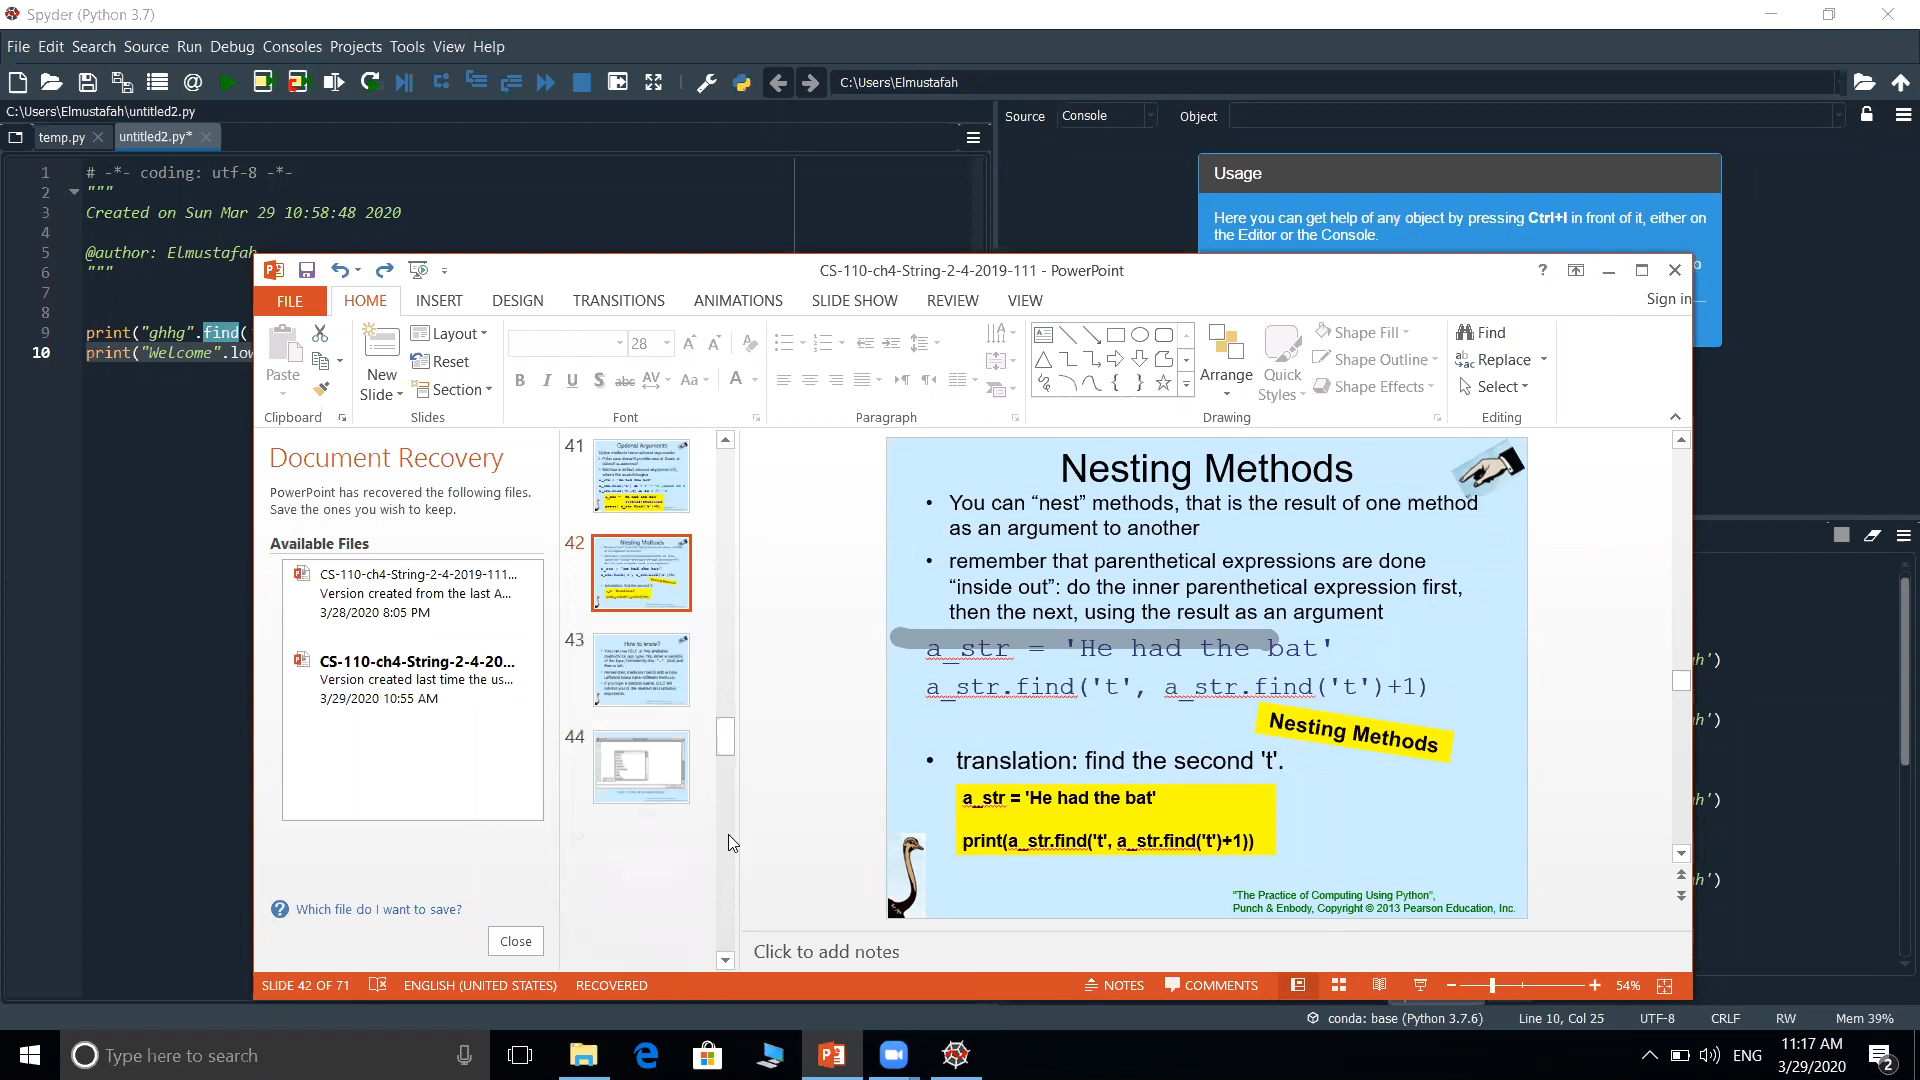 Spyder (Python 3.7)
File Edit Search Source Run Debug Consoles Projects Tools View Help
C:\Users\Elmustafah
C:\Users\Elmustafah\untitled2.py
temp.py
untitled2.py*
Source Console Object
1 # -*- coding: utf-8 -*-
2 """
3 Created on Sun Mar 29 10:58:48 2020
4
5 @author: Elmustafah
6 """
7
8
9 print("ghhg".find(
10 print("Welcome".low
Usage
Here you can get help of any object by pressing Ctrl+I in front of it, either on
the Editor or the Console.
CS-110-ch4-String-2-4-2019-111 - PowerPoint
FILE HOME INSERT DESIGN TRANSITIONS ANIMATIONS SLIDE SHOW REVIEW VIEW
Sign in
Paste
New
Slide
Layout
Reset
Section
28
Arrange
Quick
Styles
Shape Fill
Shape Outline
Shape Effects
Find
Replace
Select
Clipboard Slides Font Paragraph Drawing Editing
Document Recovery
PowerPoint has recovered the following files.
Save the ones you wish to keep.
Available Files
CS-110-ch4-String-2-4-2019-111...
Version created from the last A...
3/28/2020 8:05 PM
CS-110-ch4-String-2-4-20...
Version created last time the us...
3/29/2020 10:55 AM
Which file do I want to save?
Close
41
Optional Arguments
42
Nesting Methods
43
How to know?
44
Nesting Methods
• You can “nest” methods, that is the result of one method
as an argument to another
• remember that parenthetical expressions are done
“inside out”: do the inner parenthetical expression first,
then the next, using the result as an argument
a_str = 'He had the bat'
a_str.find('t', a_str.find('t')+1)
Nesting Methods
• translation: find the second 't'.
a_str = 'He had the bat'
print(a_str.find('t', a_str.find('t')+1))
"The Practice of Computing Using Python",
Punch & Enbody, Copyright © 2013 Pearson Education, Inc.
Click to add notes
SLIDE 42 OF 71 ENGLISH (UNITED STATES) RECOVERED NOTES COMMENTS 54%
conda: base (Python 3.7.6) Line 10, Col 25 UTF-8 CRLF RW Mem 39%
Type here to search
ENG
11:17 AM
3/29/2020
2